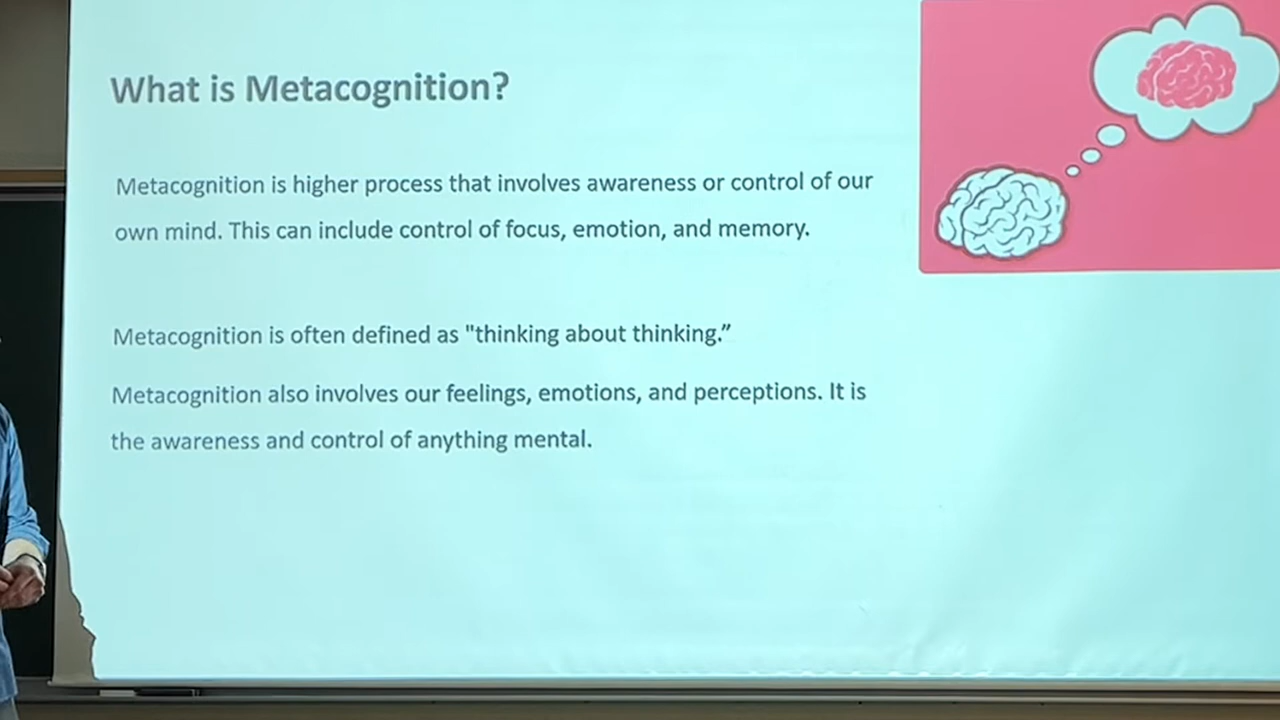 What is Metacognition?
Metacognition is higher process that involves awareness or control of our
own mind. This can include control of focus, emotion, and memory.
Metacognition is often defined as "thinking about thinking.”
Metacognition also involves our feelings, emotions, and perceptions. It is
the awareness and control of anything mental.